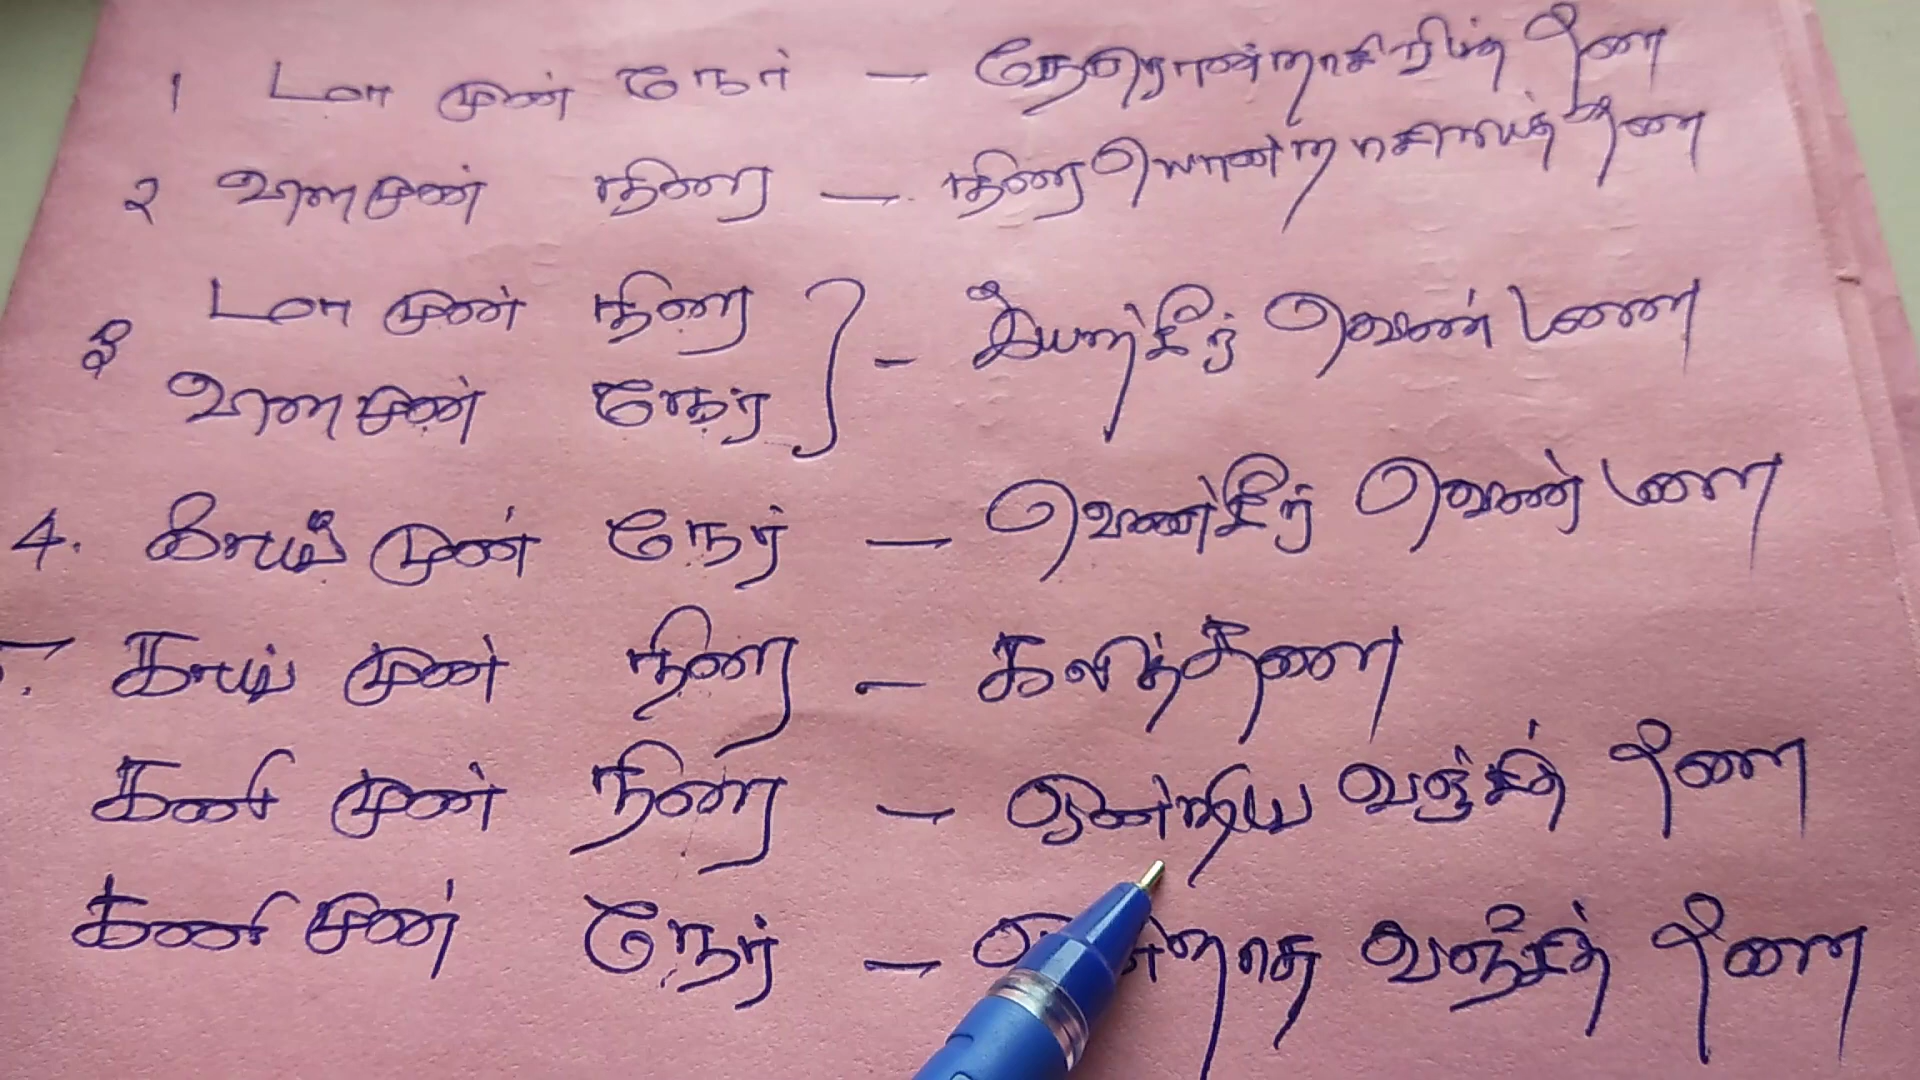 1 மா முன் நேர் – நேரொன்றாசிரியத் தளை
2 விளமுன் நிரை – நிரையொன்றாசிரியத் தளை
மா முன் நிரை
3 – இயற்சீர் வெண்டளை
விளமுன் நேர்
4. காய் முன் நேர் – வெண்சீர் வெண்டளை
5. காய் முன் நிரை – கலித்தளை
கனி முன் நிரை – ஒன்றிய வஞ்சித் தளை
கனி முன் நேர் – வஞ்சித் தளை